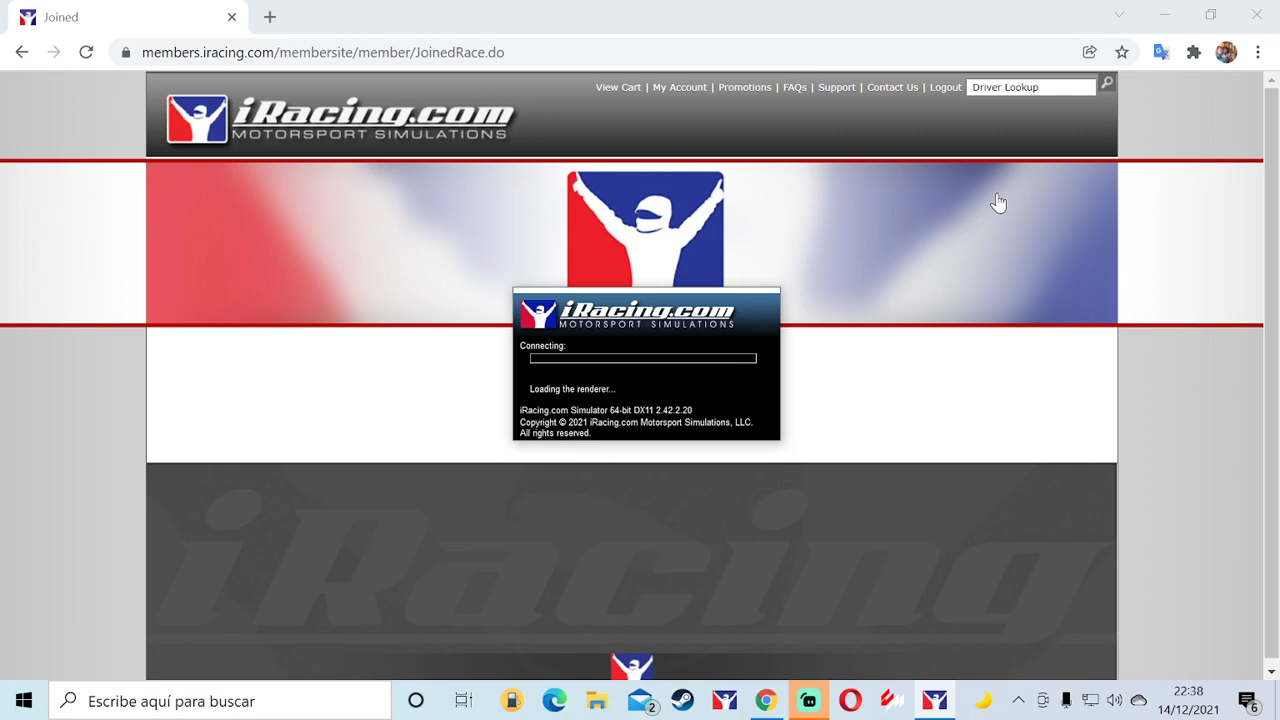 Joined
members.iracing.com/membersite/member/JoinedRace.do
View Cart | My Account | Promotions | FAQs | Support | Contact Us | Logout Driver Lookup
iRacing.com
MOTORSPORT SIMULATIONS
iRacing.com
MOTORSPORT SIMULATIONS
Connecting:
Loading the renderer...
iRacing.com Simulator 64-bit DX11 2.42.2.20
Copyright © 2021 iRacing.com Motorsport Simulations, LLC.
All rights reserved.
iRacing
Escribe aquí para buscar
2
22:38
14/12/2021
6